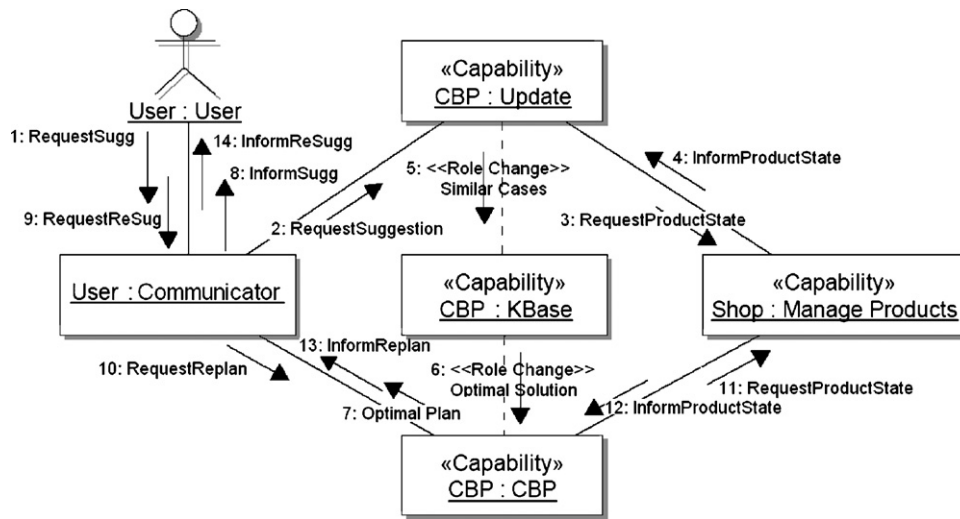 «Capability»
CBP : Update
User : User
1: RequestSugg
14: InformReSugg
8: InformSugg
9: RequestReSug
2: RequestSuggestion
5: <<Role Change>>
Similar Cases
4: InformProductState
3: RequestProductState
User : Communicator
«Capability»
CBP : KBase
«Capability»
Shop : Manage Products
10: RequestReplan
13: InformReplan
7: Optimal Plan
6: <<Role Change>>
Optimal Solution
11: RequestProductState
12: InformProductState
«Capability»
CBP : CBP